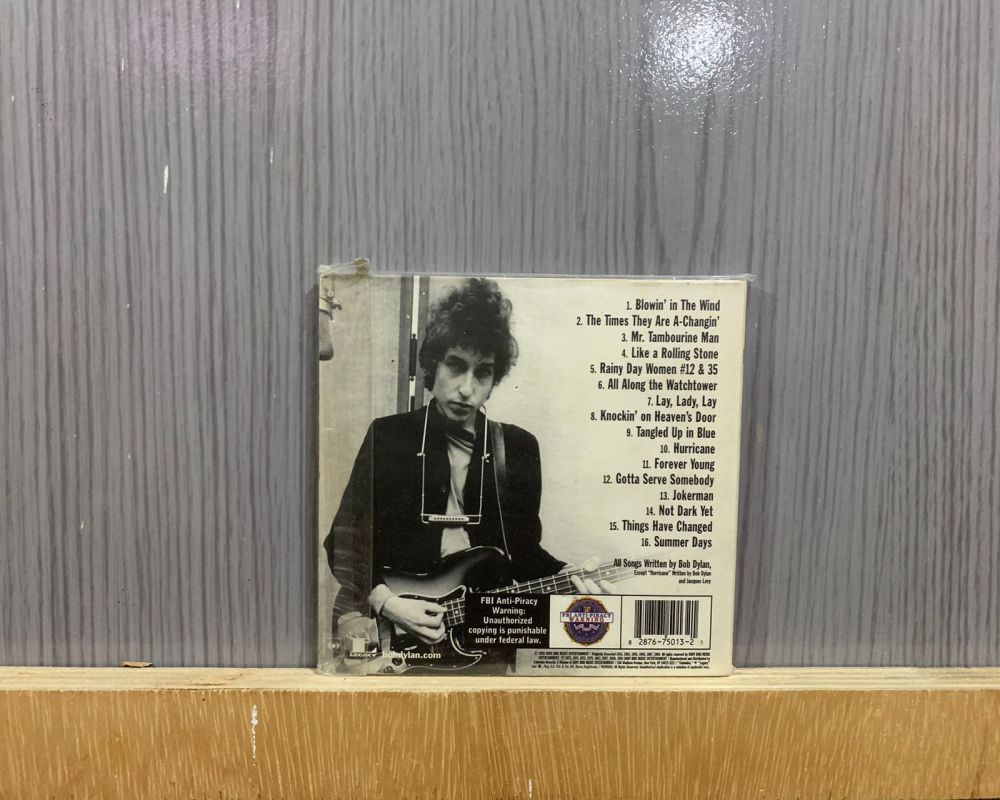 1. Blowin' in The Wind
2. The Times They Are A-Changin'
3. Mr. Tambourine Man
4. Like a Rolling Stone
5. Rainy Day Women #12 & 35
6. All Along the Watchtower
7. Lay, Lady, Lay
8. Knockin' on Heaven's Door
9. Tangled Up in Blue
10. Hurricane
11. Forever Young
12. Gotta Serve Somebody
13. Jokerman
14. Not Dark Yet
15. Things Have Changed
16. Summer Days
All Songs Written by Bob Dylan,
Except "Hurricane" Written by Bob Dylan
and Jacques Levy
FBI Anti-Piracy
Warning:
Unauthorized
copying is punishable
under federal law.
FBI ANTI-PIRACY
WARNING
8 2876-75013-2 1
LEGACY
bobdylan.com